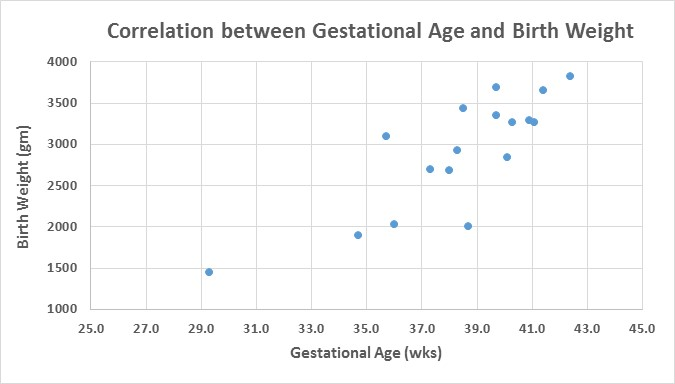 Correlation between Gestational Age and Birth Weight
4000
3500
3000
2500
2000
1500
1000
Birth Weight (gm)
25.0 27.0 29.0 31.0 33.0 35.0 37.0 39.0 41.0 43.0 45.0
Gestational Age (wks)